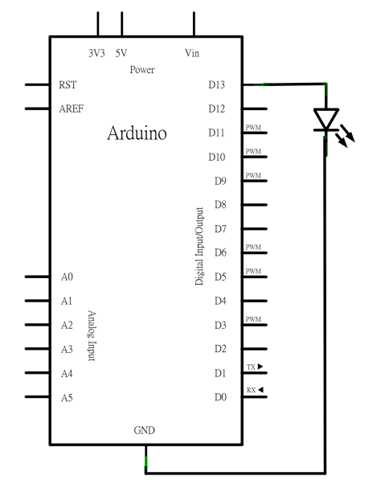 3V3 5V Vin
Power
RST D13
AREF D12
Arduino
D11 PWM
D10 PWM
D9 PWM
D8
Digital Input/Output
D7
D6 PWM
A0 D5 PWM
A1 D4
A2 D3 PWM
Analog Input
A3 D2
A4 D1 TX ▶
A5 D0 RX ◀
GND